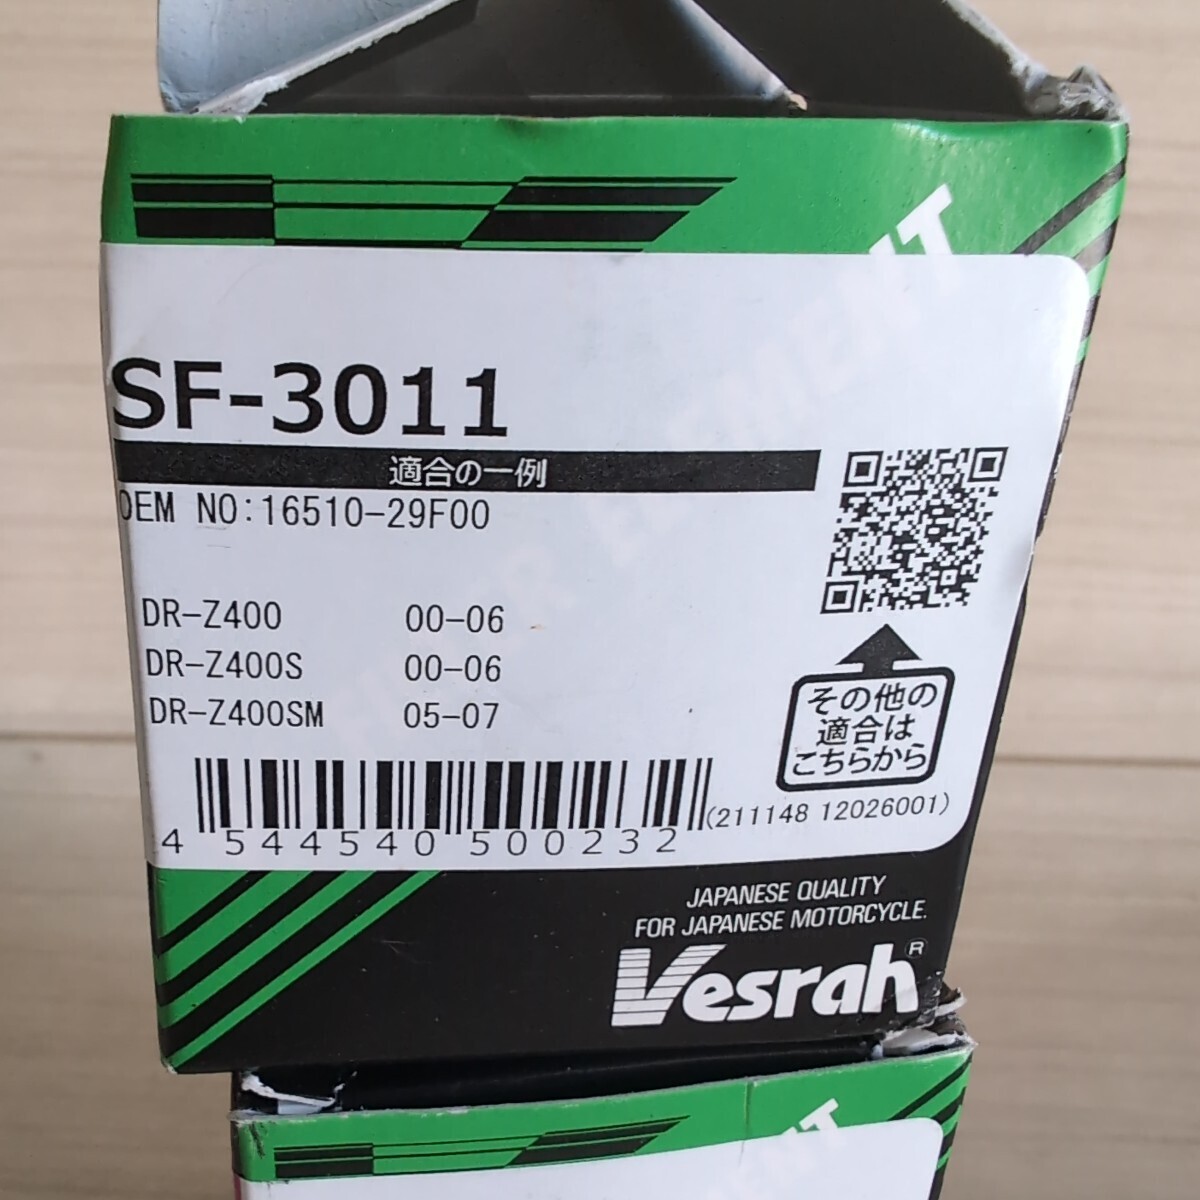 SF-3011
適合の一例
OEM NO:16510-29F00
DR-Z400 00-06
DR-Z400S 00-06
DR-Z400SM 05-07
その他の
適合は
こちらから
(211148 12026001)
4 544540 500232
JAPANESE QUALITY
FOR JAPANESE MOTORCYCLE.
Vesrah®